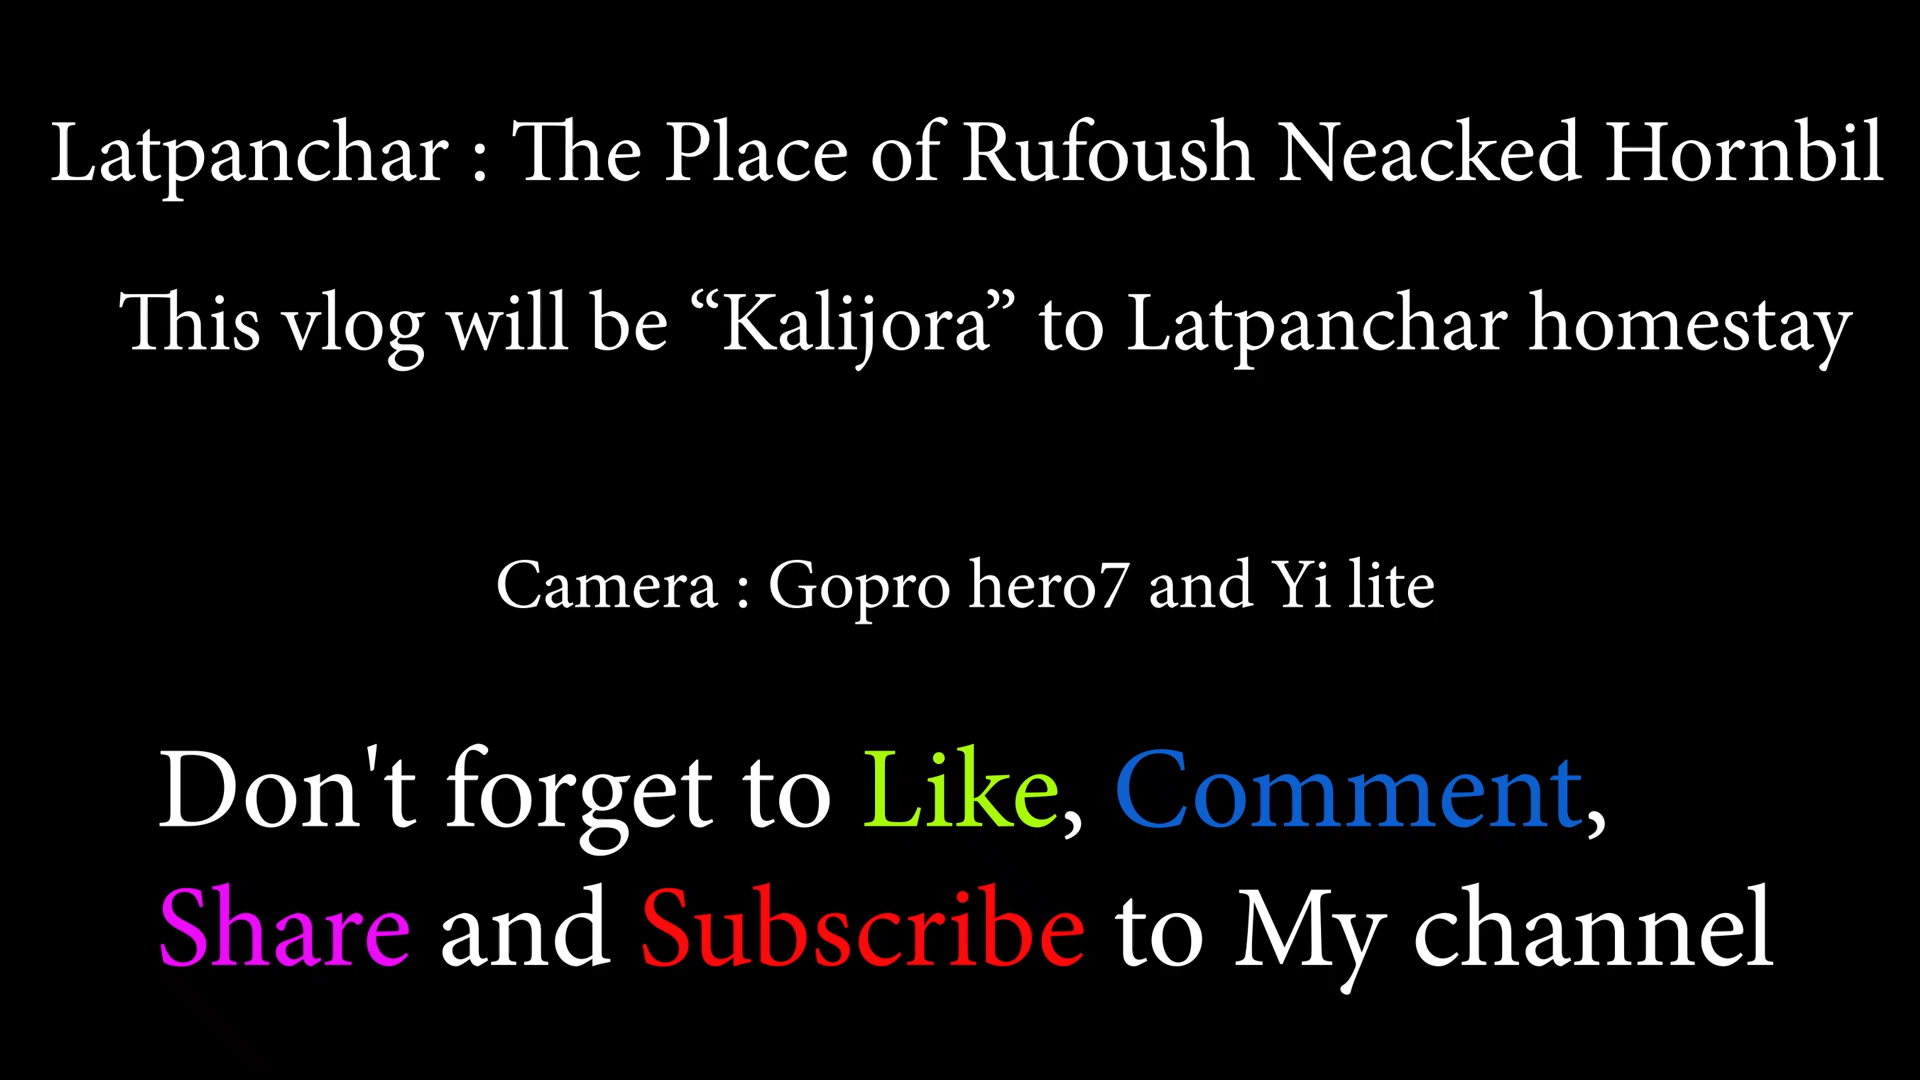 Latpanchar : The Place of Rufoush Neacked Hornbil
This vlog will be “Kalijora” to Latpanchar homestay
Camera : Gopro hero7 and Yi lite
Don't forget to Like, Comment,
Share and Subscribe to My channel